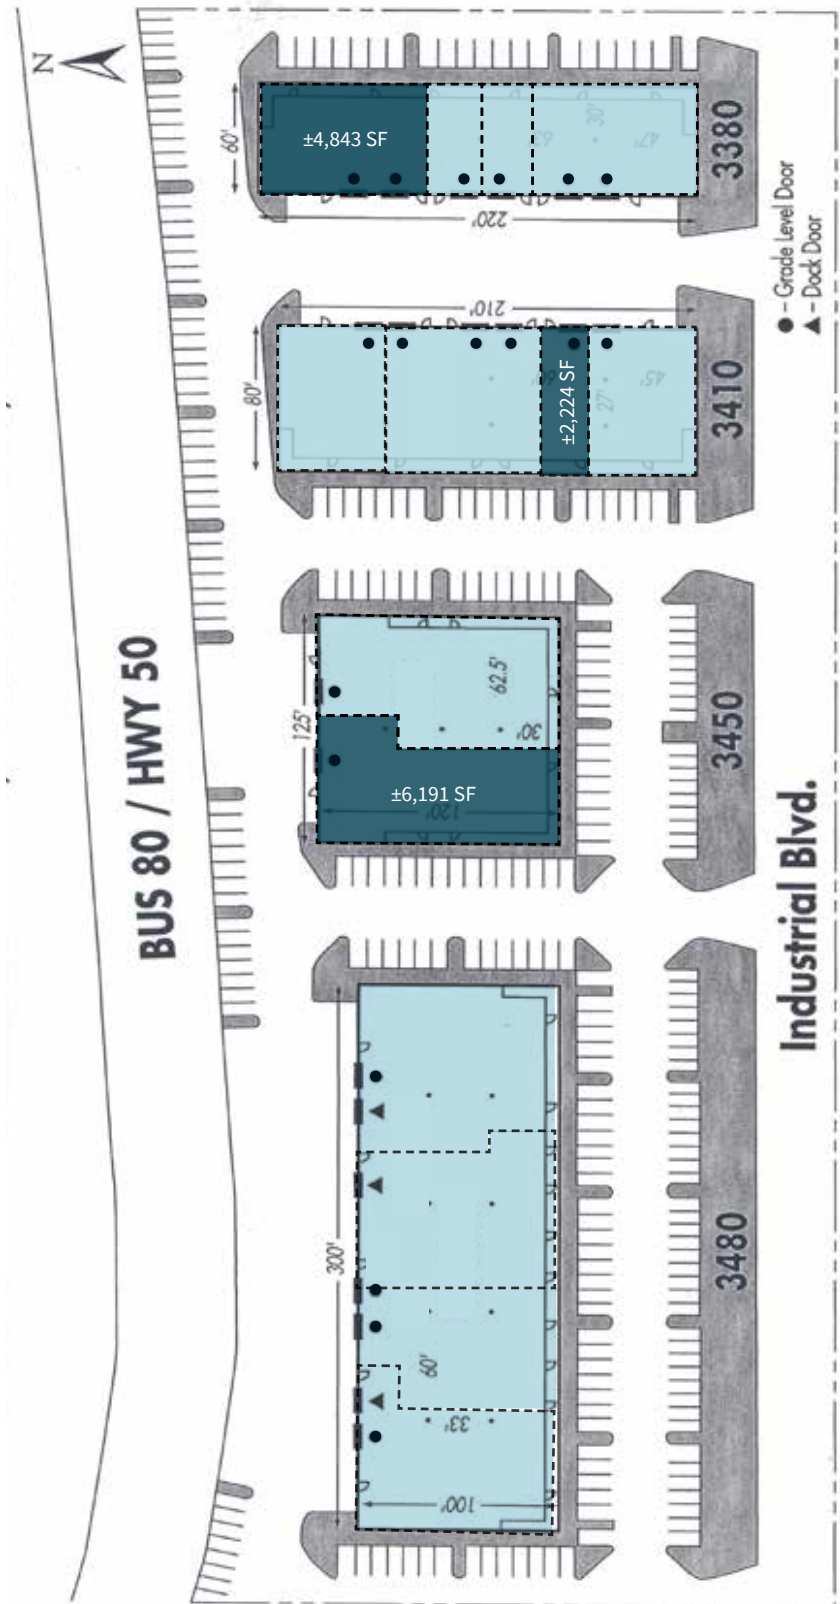 N
60'
±4,843 SF
30'
63'
47'
220'
3380
● – Grade Level Door
▲ – Dock Door
210'
80'
±2,224 SF
27'
45'
3410
125'
62.5'
30'
±6,191 SF
120'
3450
BUS 80 / HWY 50
Industrial Blvd.
300'
60'
33'
100'
3480